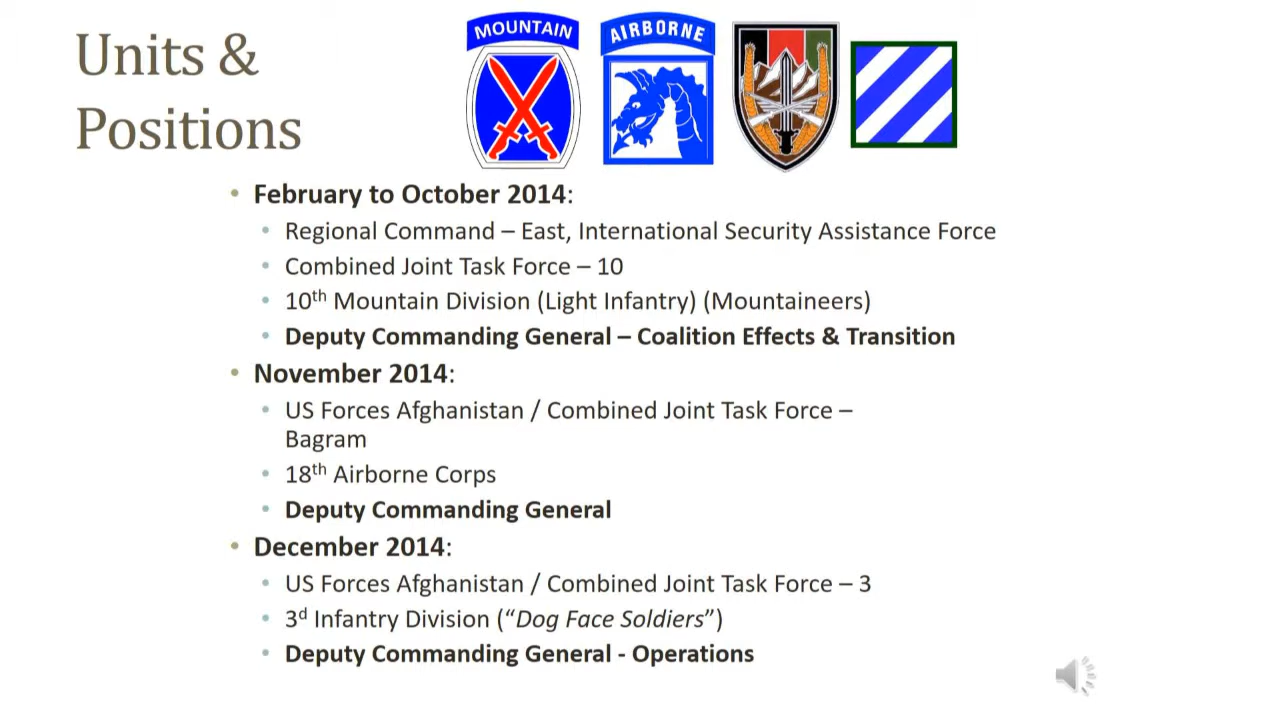 Units &
Positions
MOUNTAIN
AIRBORNE
• February to October 2014:
• Regional Command – East, International Security Assistance Force
• Combined Joint Task Force – 10
• 10th Mountain Division (Light Infantry) (Mountaineers)
• Deputy Commanding General – Coalition Effects & Transition
• November 2014:
• US Forces Afghanistan / Combined Joint Task Force –
Bagram
• 18th Airborne Corps
• Deputy Commanding General
• December 2014:
• US Forces Afghanistan / Combined Joint Task Force – 3
• 3d Infantry Division (“Dog Face Soldiers”)
• Deputy Commanding General - Operations